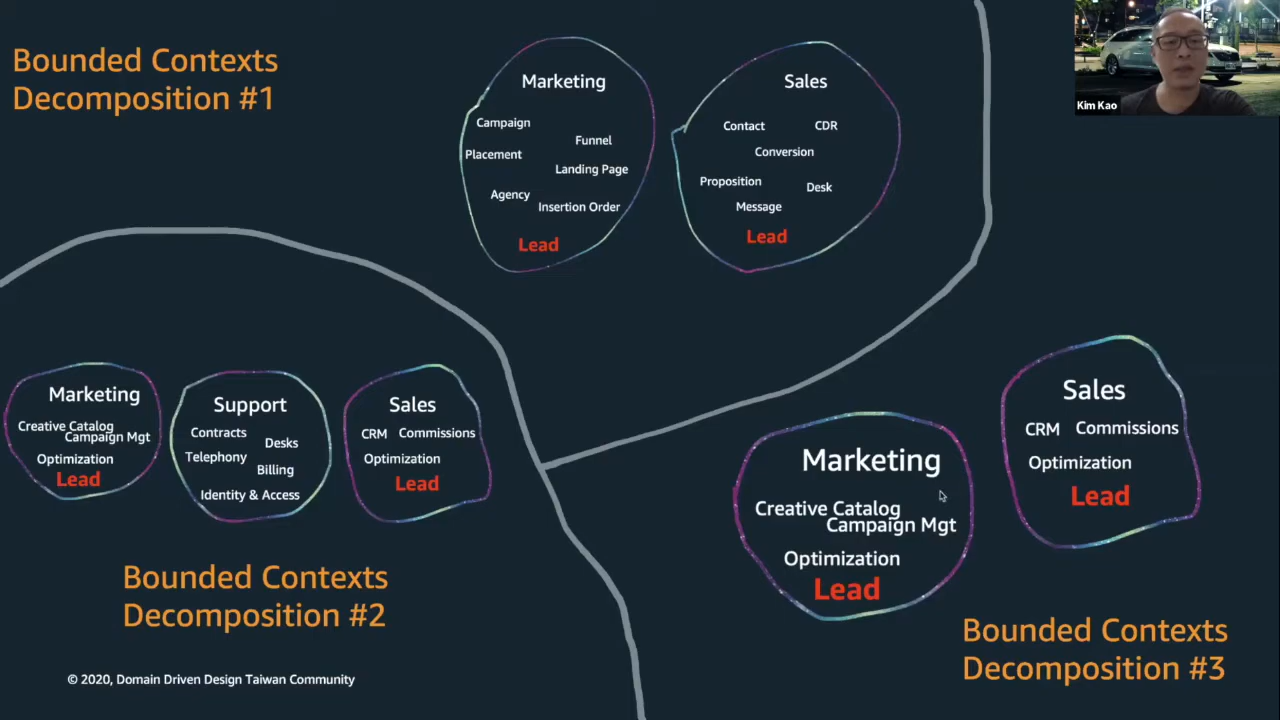 Bounded Contexts
Decomposition #1
Marketing
Campaign
Funnel
Placement
Landing Page
Agency
Insertion Order
Lead
Sales
Contact CDR
Conversion
Proposition
Desk
Message
Lead
Kim Kao
Marketing
Creative Catalog
Campaign Mgt
Optimization
Lead
Support
Contracts
Desks
Telephony
Billing
Identity & Access
Sales
CRM Commissions
Optimization
Lead
Bounded Contexts
Decomposition #2
Marketing
Creative Catalog
Campaign Mgt
Optimization
Lead
Sales
CRM Commissions
Optimization
Lead
Bounded Contexts
Decomposition #3
© 2020, Domain Driven Design Taiwan Community